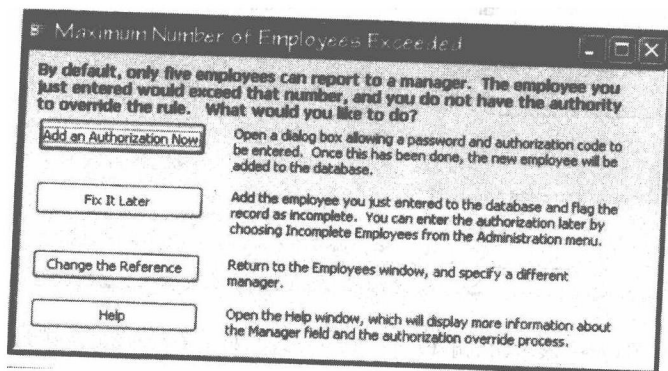 Maximum Number of Employees Exceeded
By default, only five employees can report to a manager. The employee you
just entered would exceed that number, and you do not have the authority
to override the rule. What would you like to do?
Add an Authorization Now
Open a dialog box allowing a password and authorization code to
be entered. Once this has been done, the new employee will be
added to the database.
Fix It Later
Add the employee you just entered to the database and flag the
record as incomplete. You can enter the authorization later by
choosing Incomplete Employees from the Administration menu.
Change the Reference
Return to the Employees window, and specify a different
manager.
Help
Open the Help window, which will display more information about
the Manager field and the authorization override process.